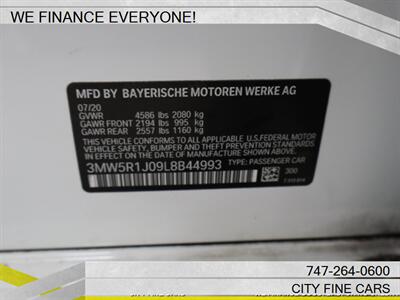 WE FINANCE EVERYONE!
MFD BY BAYERISCHE MOTOREN WERKE AG
07/20
GVWR 4586 lbs 2080 kg
GAWR FRONT 2194 lbs 995 kg
GAWR REAR 2557 lbs 1160 kg
THIS VEHICLE CONFORMS TO ALL APPLICABLE
U.S. FEDERAL MOTOR VEHICLE SAFETY, BUMPER,
AND THEFT PREVENTION STANDARDS IN EFFECT
ON THE DATE OF MANUFACTURE SHOWN ABOVE.
3MW5R1J09L8B44993 TYPE: PASSENGER CAR
300
747-264-0600
CITY FINE CARS